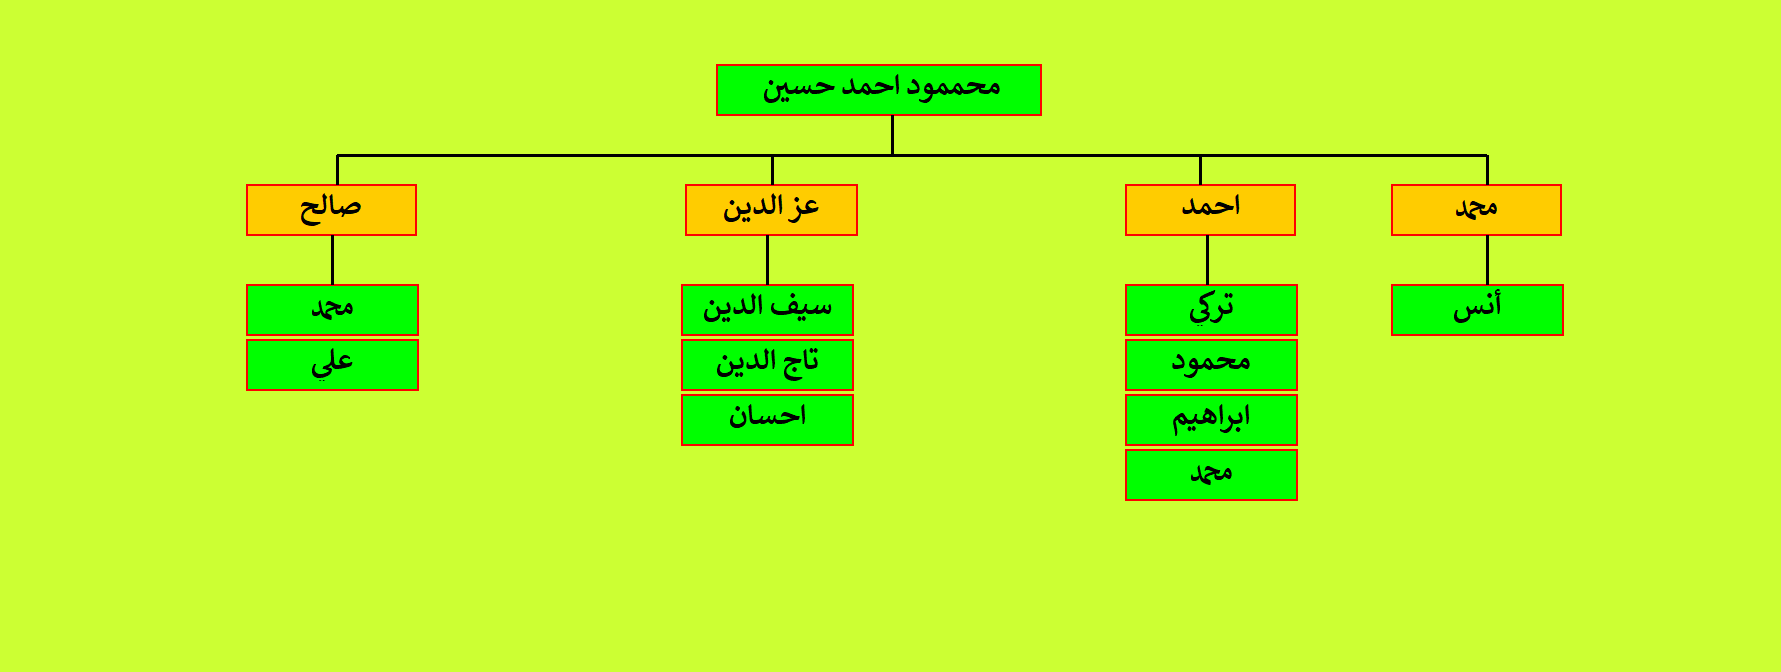 محممود احمد حسين
محمد
احمد
عز الدين
صالح
أنس
تركي
محمود
ابراهيم
محمد
سيف الدين
تاج الدين
احسان
محمد
علي